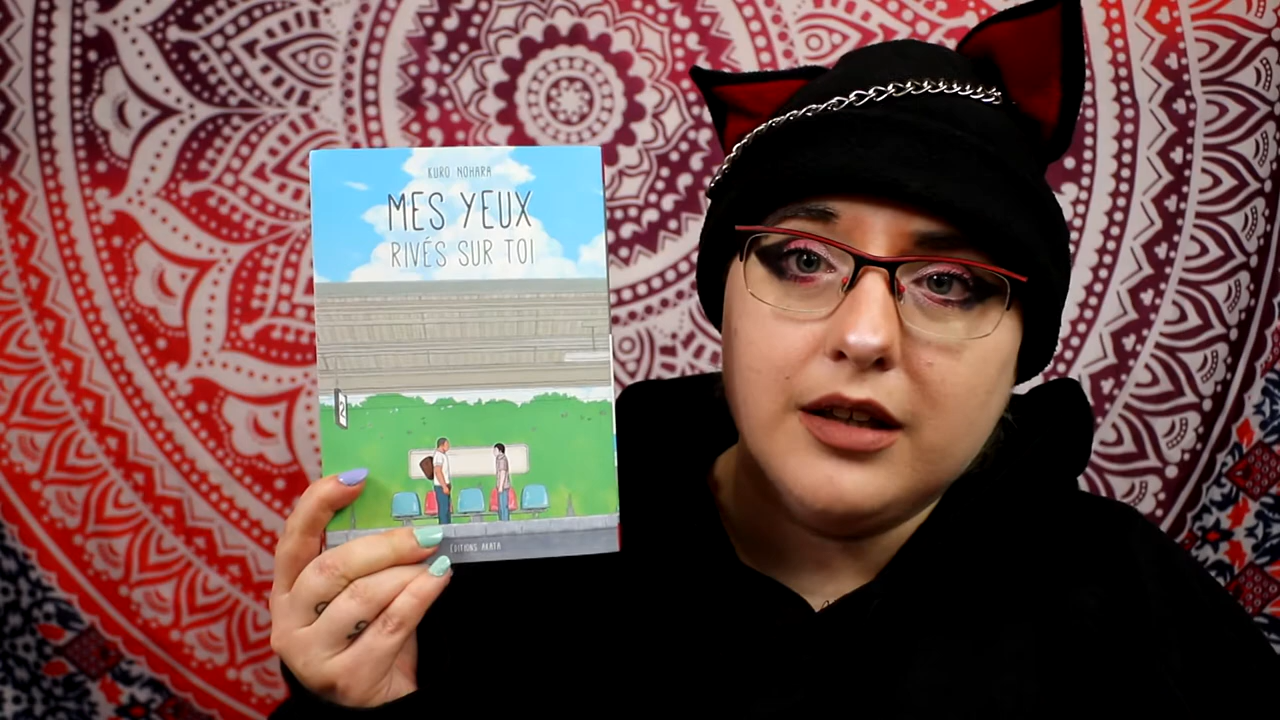 KURO NOHARA
MES YEUX
RIVÉS SUR TOI
2
ÉDITIONS AKATA